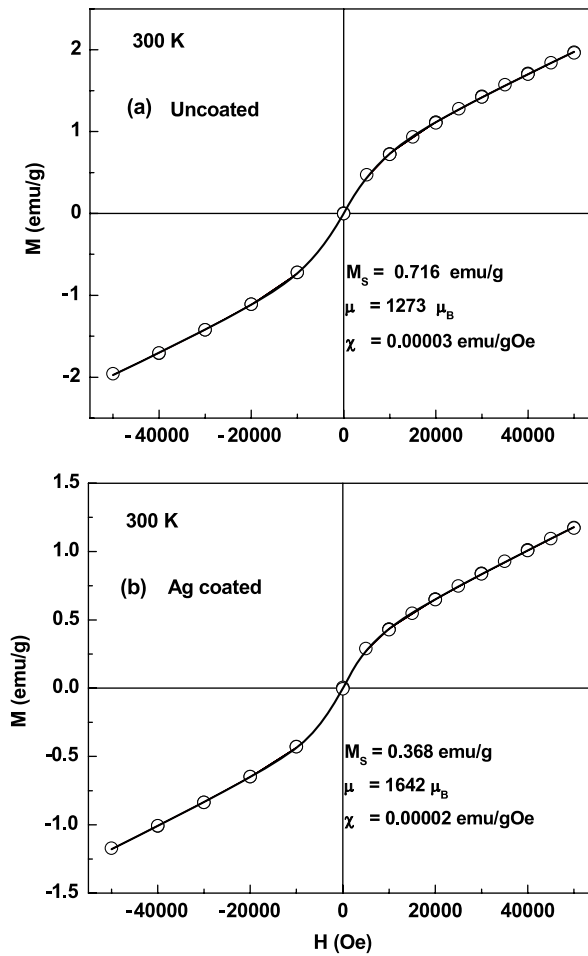 300 K
(a) Uncoated
M (emu/g)
2
1
0
-1
-2
M_S = 0.716 emu/g
μ = 1273 μ_B
χ = 0.00003 emu/gOe
-40000 -20000 0 20000 40000
300 K
(b) Ag coated
M (emu/g)
1.5
1.0
0.5
0.0
-0.5
-1.0
-1.5
M_S = 0.368 emu/g
μ = 1642 μ_B
χ = 0.00002 emu/gOe
-40000 -20000 0 20000 40000
H (Oe)